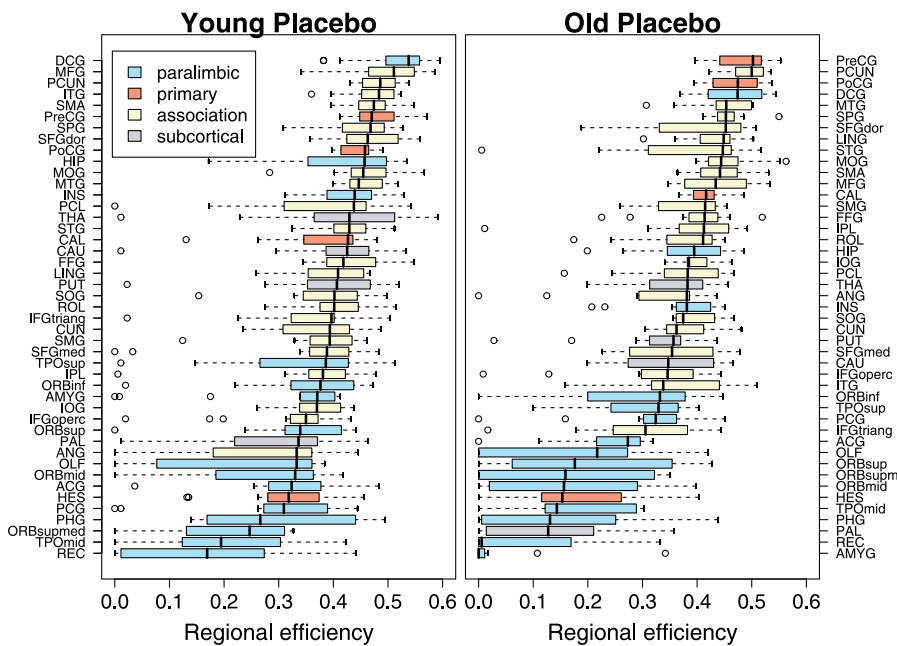 Young Placebo
Old Placebo
paralimbic
primary
association
subcortical
DCG
MFG
PCUN
ITG
SMA
PreCG
SPG
SFGdor
PoCG
HIP
MOG
MTG
INS
PCL
THA
STG
CAL
CAU
FFG
LING
PUT
SOG
ROL
IFGtriang
CUN
SMG
SFGmed
TPOsup
IPL
ORBinf
AMYG
IOG
IFGoperc
ORBsup
PAL
ANG
OLF
ORBmid
ACG
HES
PCG
PHG
ORBsupmed
TPOmid
REC
PreCG
PCUN
PoCG
DCG
MTG
SPG
SFGdor
LING
STG
MOG
SMA
MFG
CAL
SMG
FFG
IPL
ROL
HIP
IOG
PCL
THA
ANG
INS
SOG
CUN
PUT
SFGmed
CAU
IFGoperc
ITG
ORBinf
TPOsup
PCG
IFGtriang
ACG
OLF
ORBsup
ORBsupm
ORBmid
HES
TPOmid
PHG
PAL
REC
AMYG
0.0 0.1 0.2 0.3 0.4 0.5 0.6
0.0 0.1 0.2 0.3 0.4 0.5 0.6
Regional efficiency
Regional efficiency